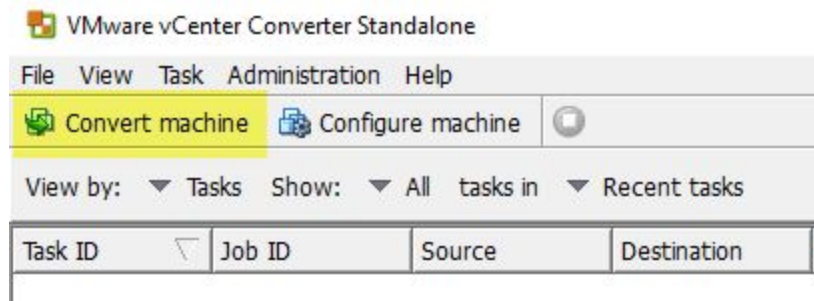 VMware vCenter Converter Standalone
File View Task Administration Help
Convert machine Configure machine
View by: Tasks Show: All tasks in Recent tasks
Task ID Job ID Source Destination